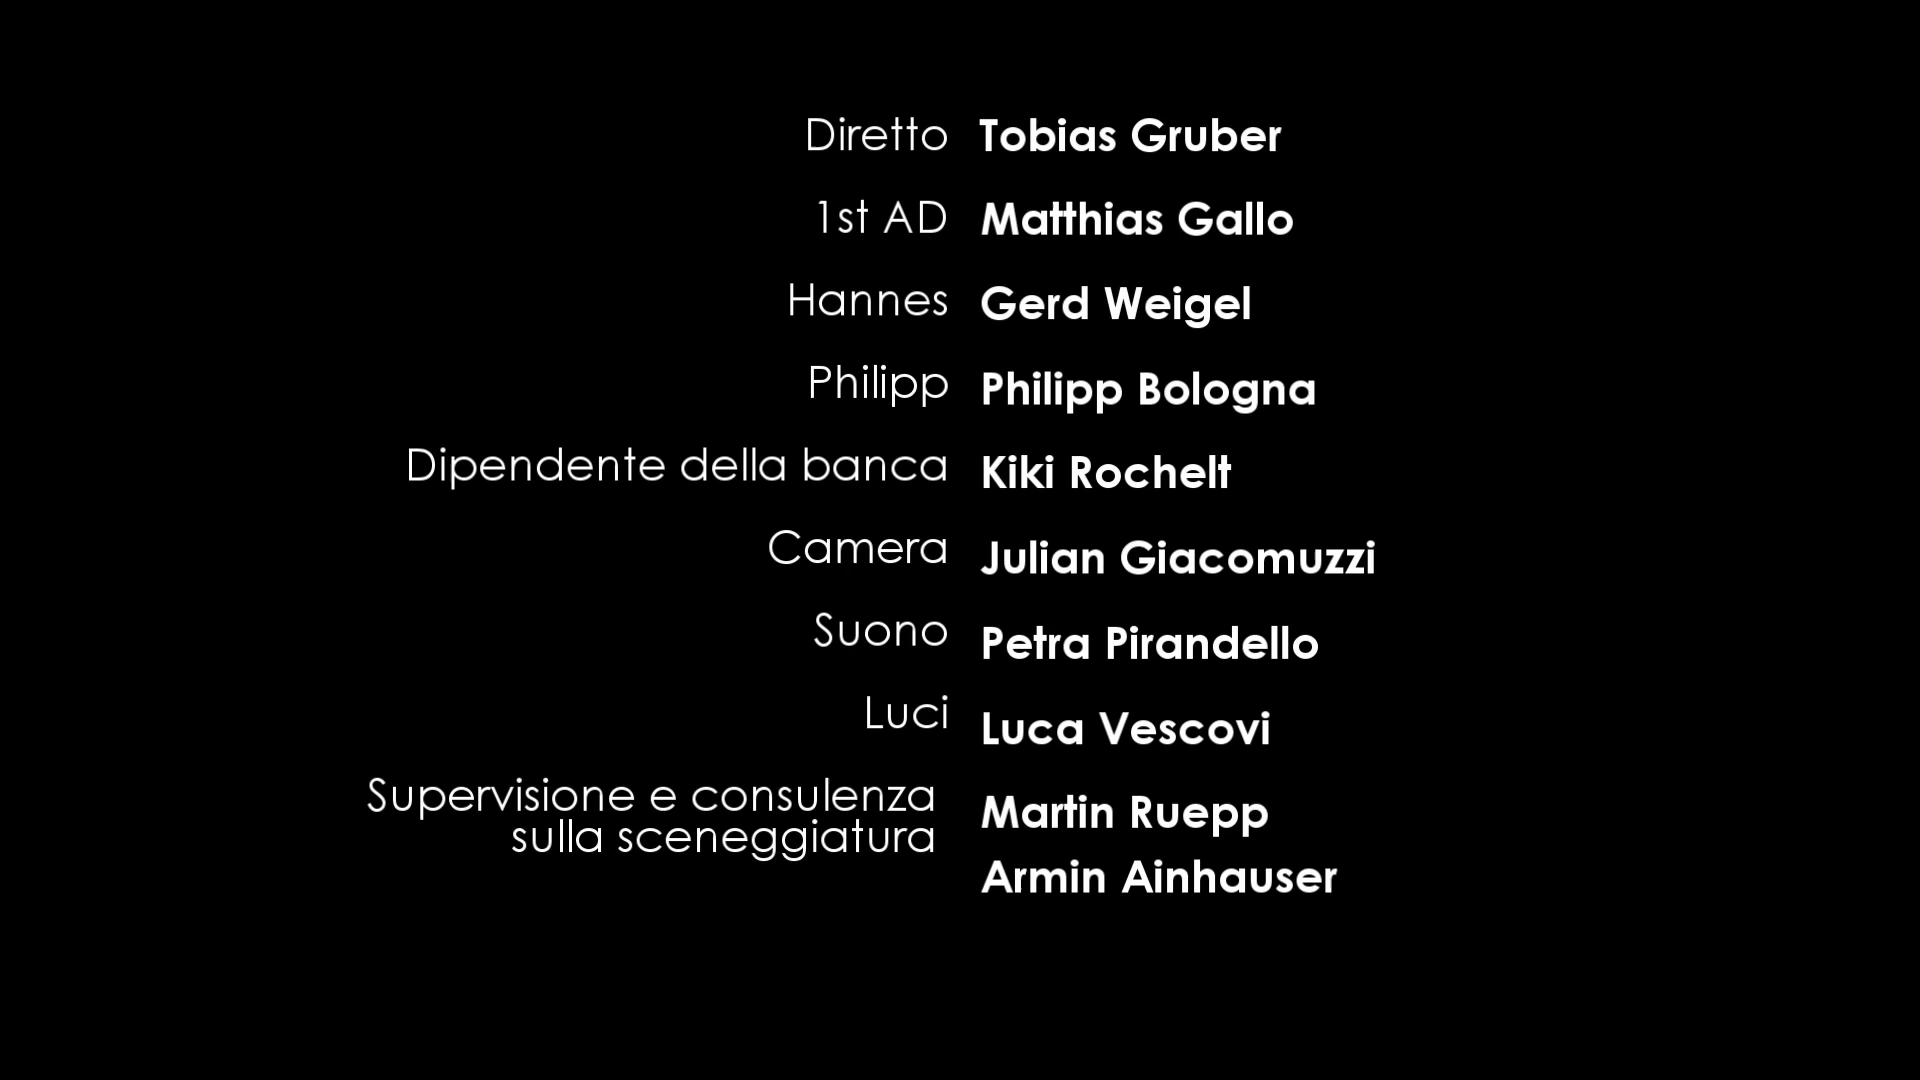 Diretto Tobias Gruber
1st AD Matthias Gallo
Hannes Gerd Weigel
Philipp Philipp Bologna
Dipendente della banca Kiki Rochelt
Camera Julian Giacomuzzi
Suono Petra Pirandello
Luci Luca Vescovi
Supervisione e consulenza
sulla sceneggiatura
Martin Ruepp
Armin Ainhauser